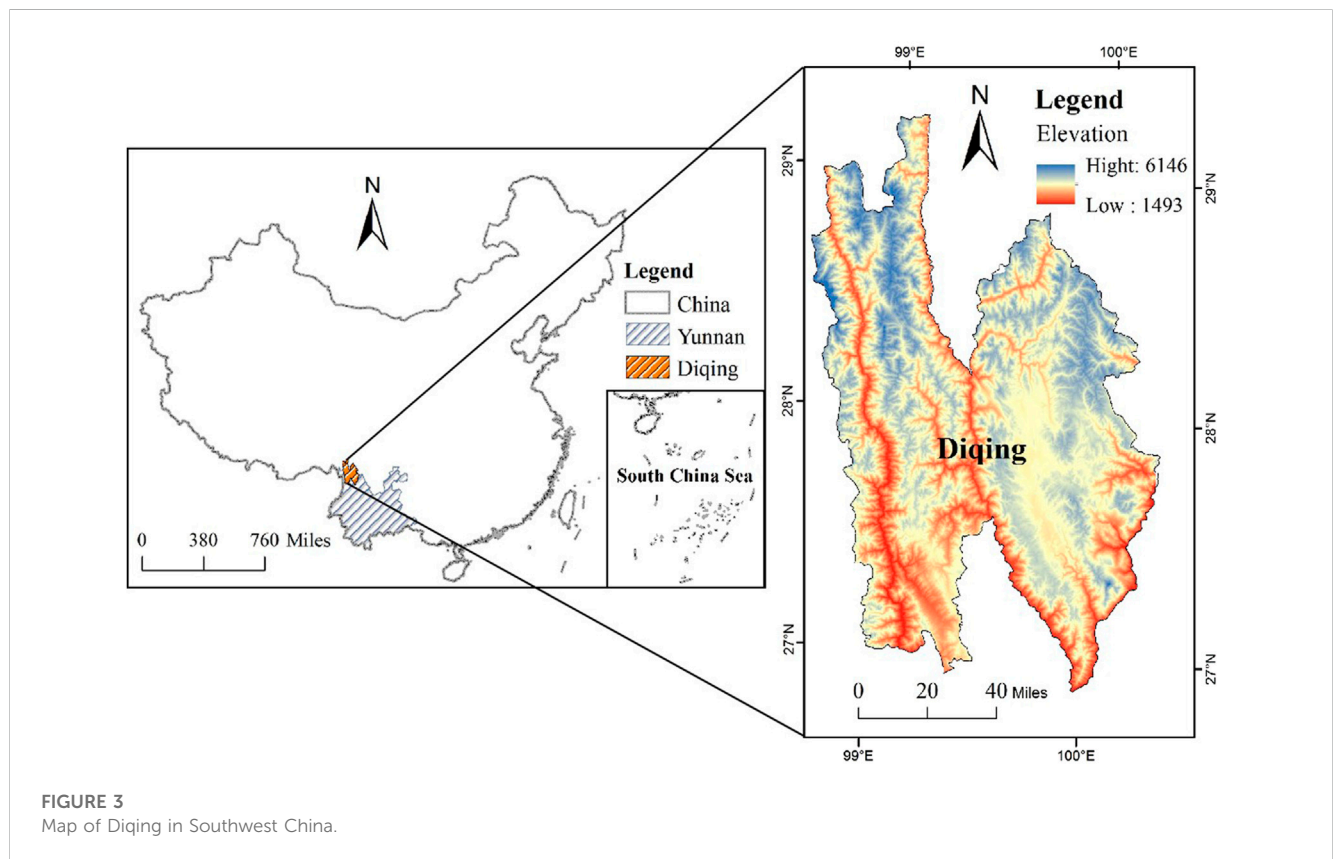 N
Legend
China
Yunnan
Diqing
South China Sea
0 380 760 Miles
99°E 100°E
N
Legend
Elevation
Hight: 6146
Low : 1493
29°N
29°N
28°N
28°N
Diqing
27°N
27°N
0 20 40 Miles
99°E 100°E
FIGURE 3
Map of Diqing in Southwest China.